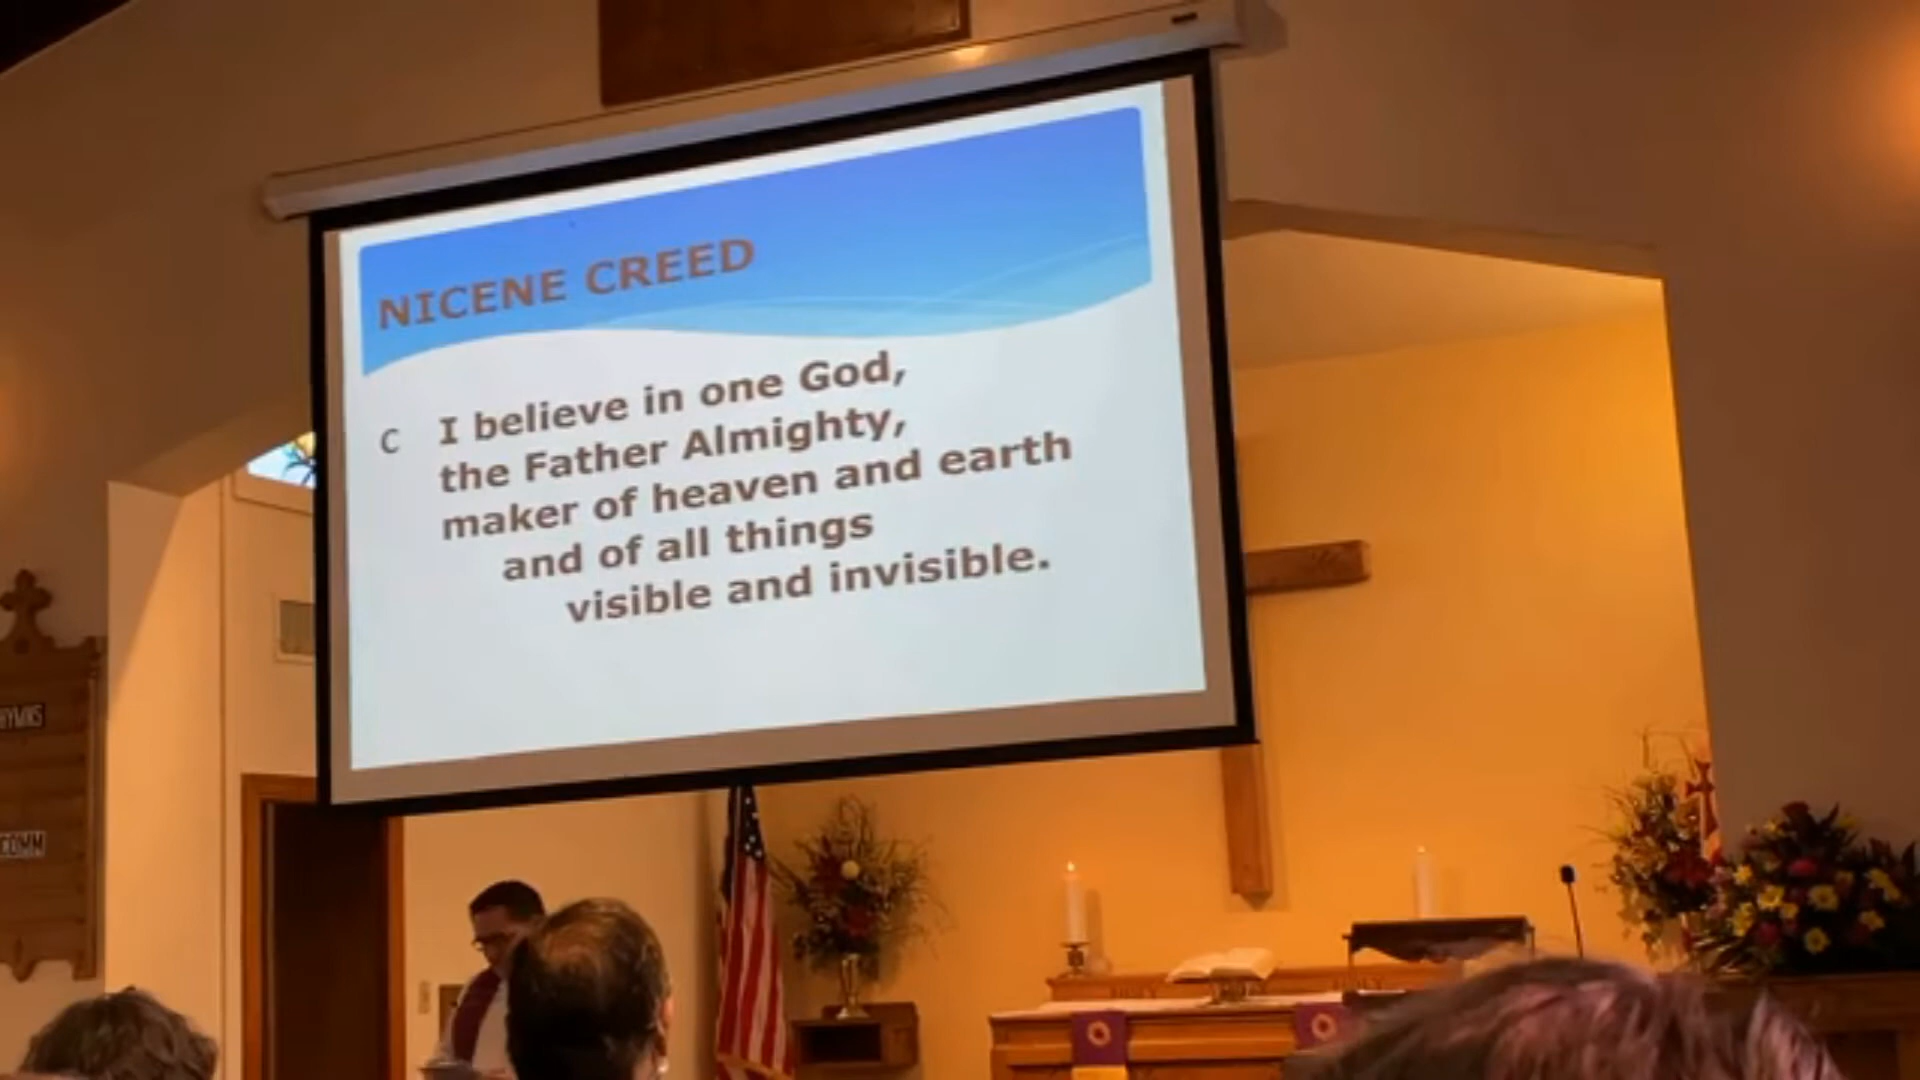 NICENE CREED
C I believe in one God,
the Father Almighty,
maker of heaven and earth
and of all things
visible and invisible.
HYMNS
COMM